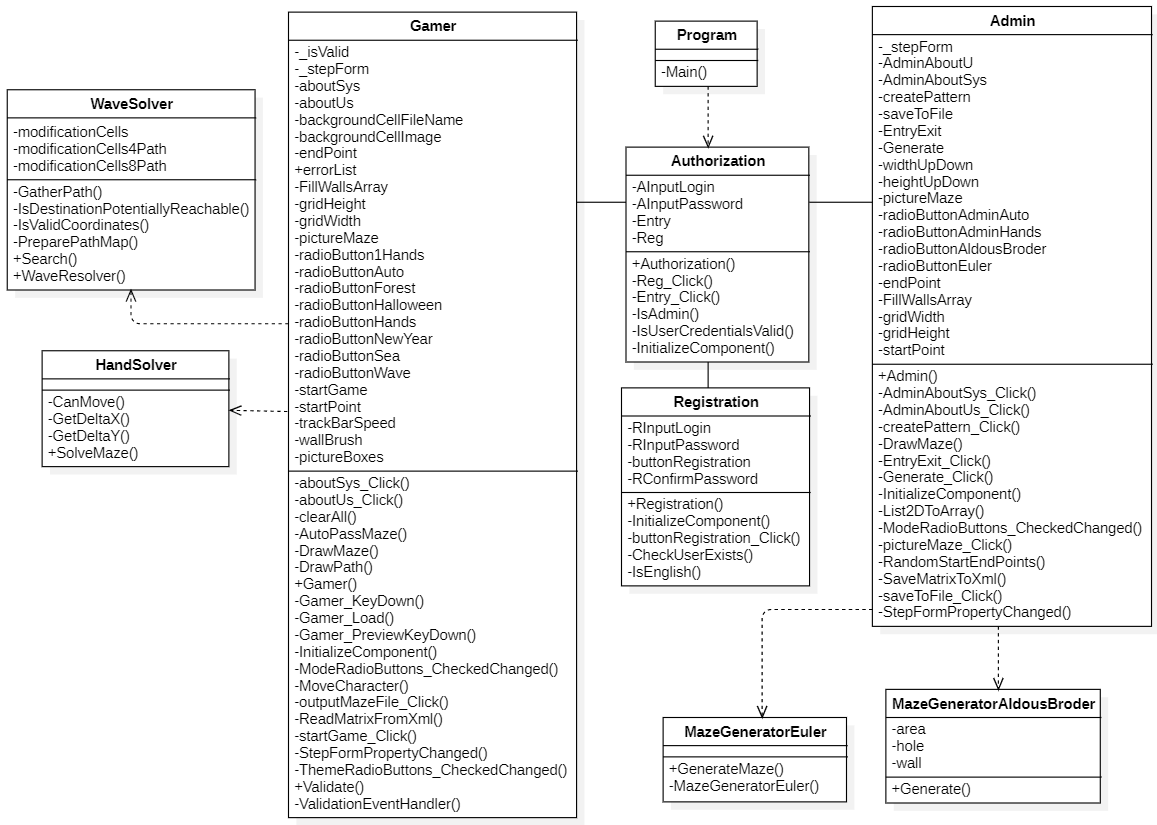 Gamer
-_isValid
-_stepForm
-aboutSys
-aboutUs
-backgroundCellFileName
-backgroundCellImage
-endPoint
+errorList
-FillWallsArray
-gridHeight
-gridWidth
-pictureMaze
-radioButton1Hands
-radioButtonAuto
-radioButtonForest
-radioButtonHalloween
-radioButtonHands
-radioButtonNewYear
-radioButtonSea
-radioButtonWave
-startGame
-startPoint
-trackBarSpeed
-wallBrush
-pictureBoxes
-aboutSys_Click()
-aboutUs_Click()
-clearAll()
-AutoPassMaze()
-DrawMaze()
-DrawPath()
+Gamer()
-Gamer_KeyDown()
-Gamer_Load()
-Gamer_PreviewKeyDown()
-InitializeComponent()
-ModeRadioButtons_CheckedChanged()
-MoveCharacter()
-outputMazeFile_Click()
-ReadMatrixFromXml()
-startGame_Click()
-StepFormPropertyChanged()
-ThemeRadioButtons_CheckedChanged()
+Validate()
-ValidationEventHandler()
WaveSolver
-modificationCells
-modificationCells4Path
-modificationCells8Path
-GatherPath()
-IsDestinationPotentiallyReachable()
-IsValidCoordinates()
-PreparePathMap()
+Search()
+WaveResolver()
HandSolver
-CanMove()
-GetDeltaX()
-GetDeltaY()
+SolveMaze()
Program
-Main()
Authorization
-AInputLogin
-AInputPassword
-Entry
-Reg
+Authorization()
-Reg_Click()
-Entry_Click()
-IsAdmin()
-IsUserCredentialsValid()
-InitializeComponent()
Registration
-RInputLogin
-RInputPassword
-buttonRegistration
-RConfirmPassword
+Registration()
-InitializeComponent()
-buttonRegistration_Click()
-CheckUserExists()
-IsEnglish()
Admin
-_stepForm
-AdminAboutU
-AdminAboutSys
-createPattern
-saveToFile
-EntryExit
-Generate
-widthUpDown
-heightUpDown
-pictureMaze
-radioButtonAdminAuto
-radioButtonAdminHands
-radioButtonAldousBroder
-radioButtonEuler
-endPoint
-FillWallsArray
-gridWidth
-gridHeight
-startPoint
+Admin()
-AdminAboutSys_Click()
-AdminAboutUs_Click()
-createPattern_Click()
-DrawMaze()
-EntryExit_Click()
-Generate_Click()
-InitializeComponent()
-List2DToArray()
-ModeRadioButtons_CheckedChanged()
-pictureMaze_Click()
-RandomStartEndPoints()
-SaveMatrixToXml()
-saveToFile_Click()
-StepFormPropertyChanged()
MazeGeneratorEuler
+GenerateMaze()
-MazeGeneratorEuler()
MazeGeneratorAldousBroder
-area
-hole
-wall
+Generate()